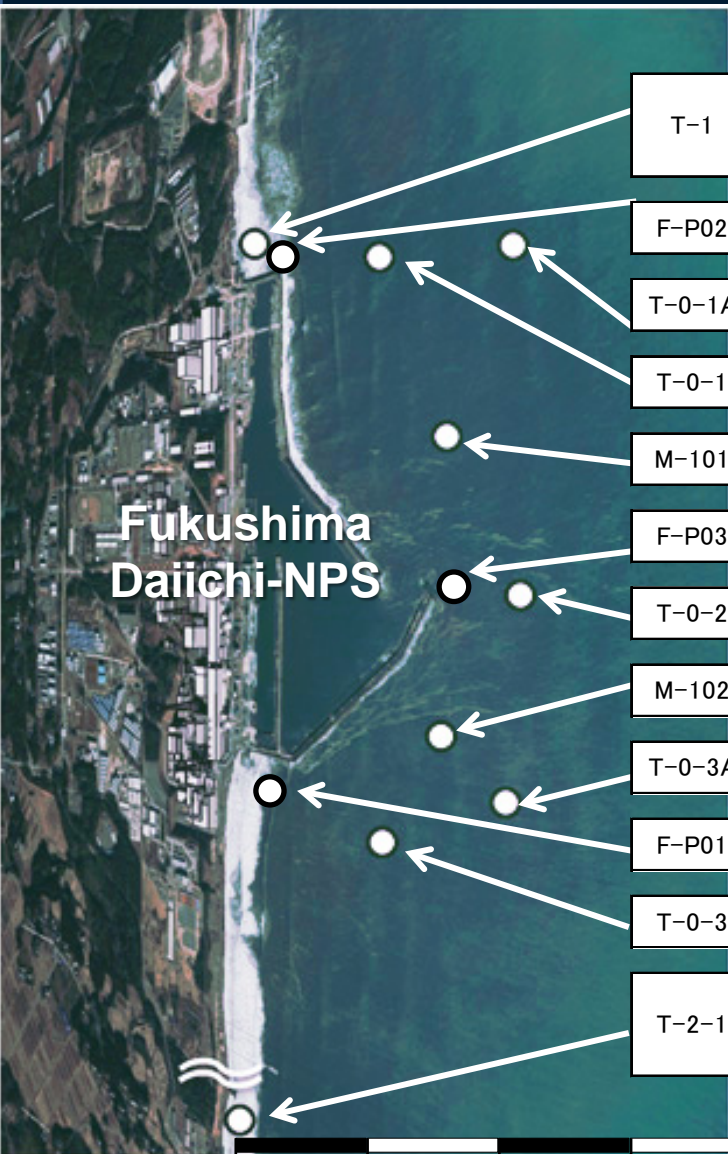 T-1
F-P02
T-0-1A
T-0-1
M-101
Fukushima
Daiichi-NPS
F-P03
T-0-2
M-102
T-0-3A
F-P01
T-0-3
T-2-1